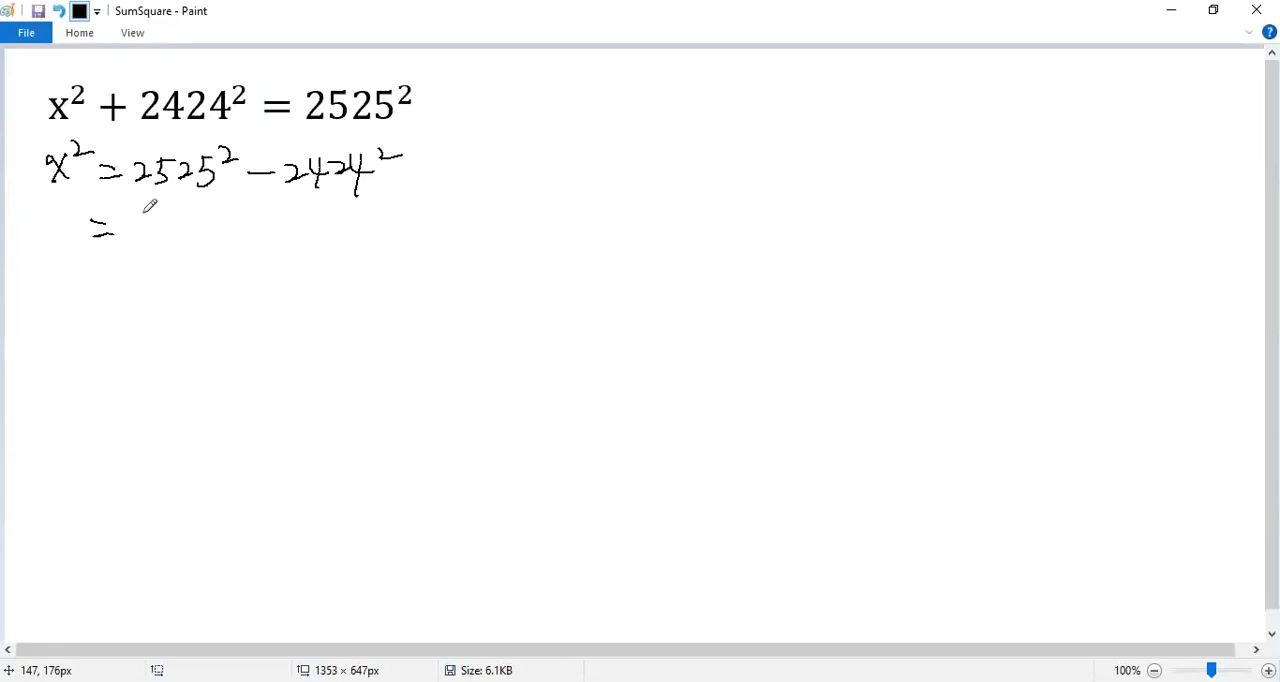 SumSquare - Paint
File Home View
x² + 2424² = 2525²
x² = 2525² - 2424²
=
147, 176px 1353 × 647px Size: 6.1KB 100%